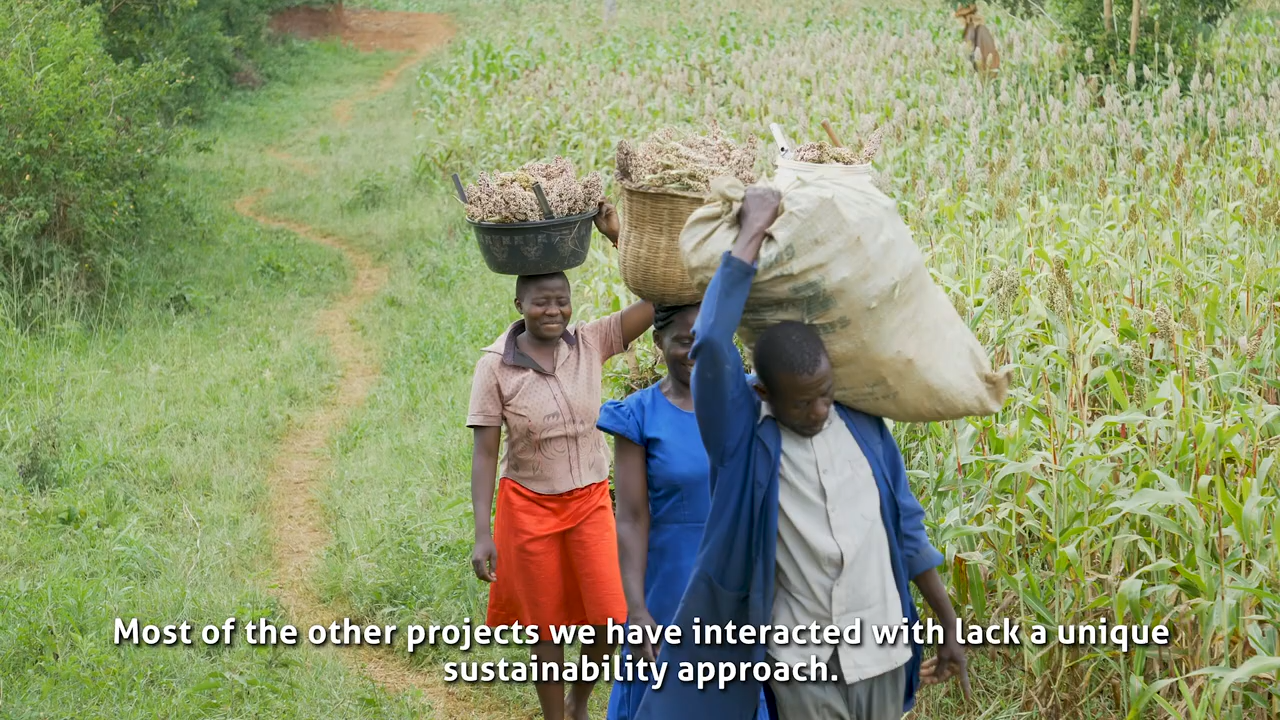 Most of the other projects we have interacted with lack a unique
sustainability approach.